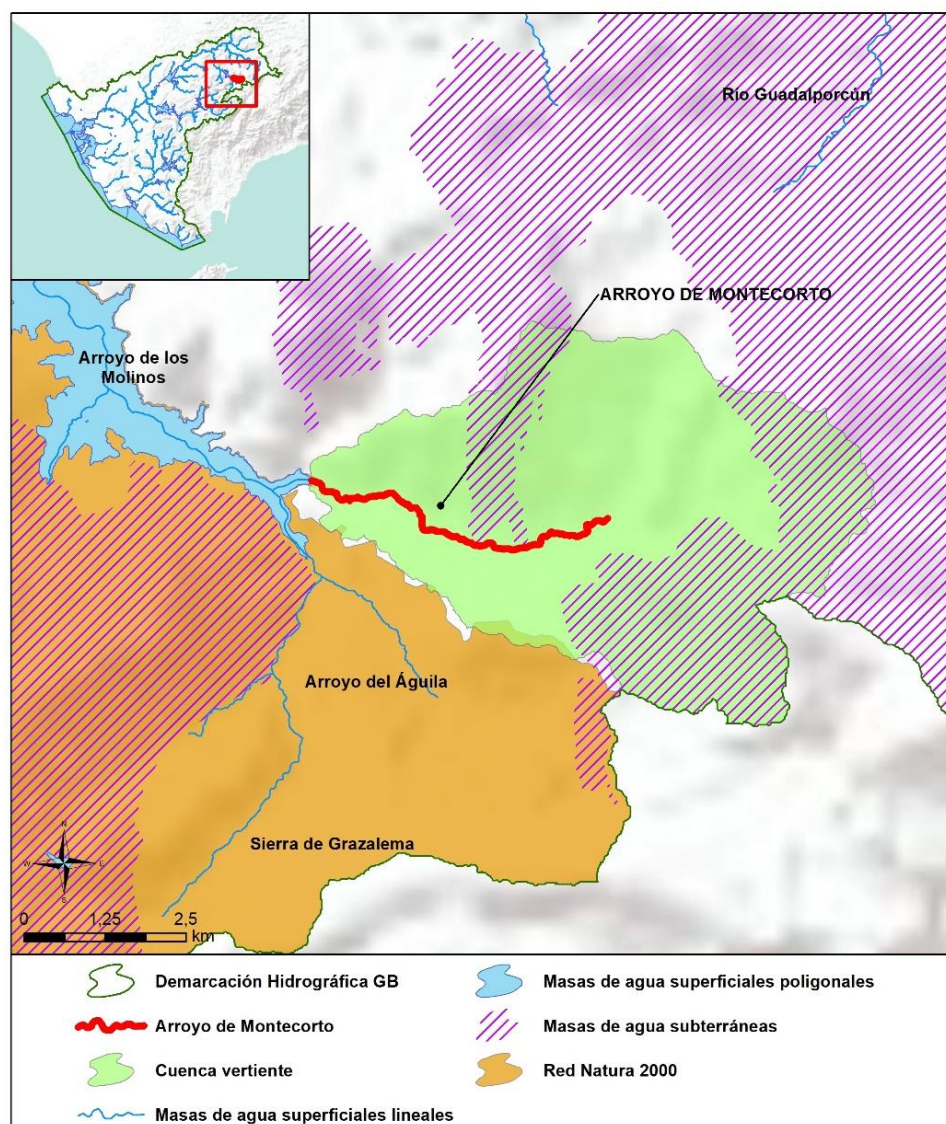 Río Guadalporcún
ARROYO DE MONTECORTO
Arroyo de los
Molinos
Arroyo del Águila
Sierra de Grazalema
N
W
E
S
0
1,25
2,5
km
Demarcación Hidrográfica GB
Masas de agua superficiales poligonales
Arroyo de Montecorto
Masas de agua subterráneas
Cuenca vertiente
Red Natura 2000
Masas de agua superficiales lineales